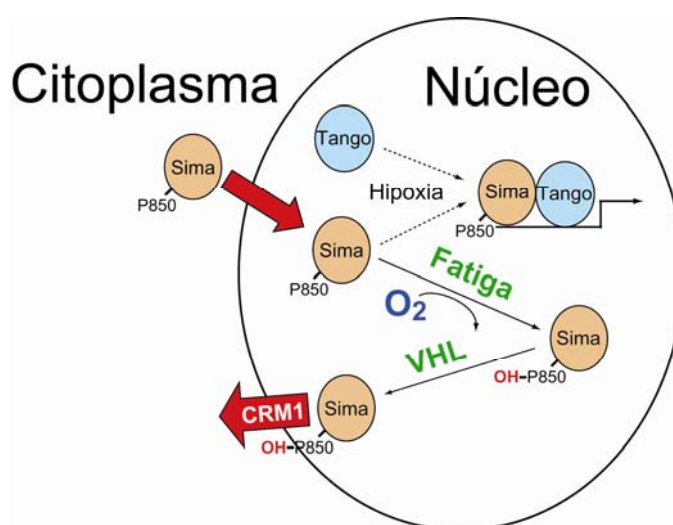 Citoplasma
Núcleo
Sima
P850
Tango
Hipoxia
Sima
Tango
P850
Sima
P850
Fatiga
O2
Sima
OH-P850
VHL
CRM1
Sima
OH-P850